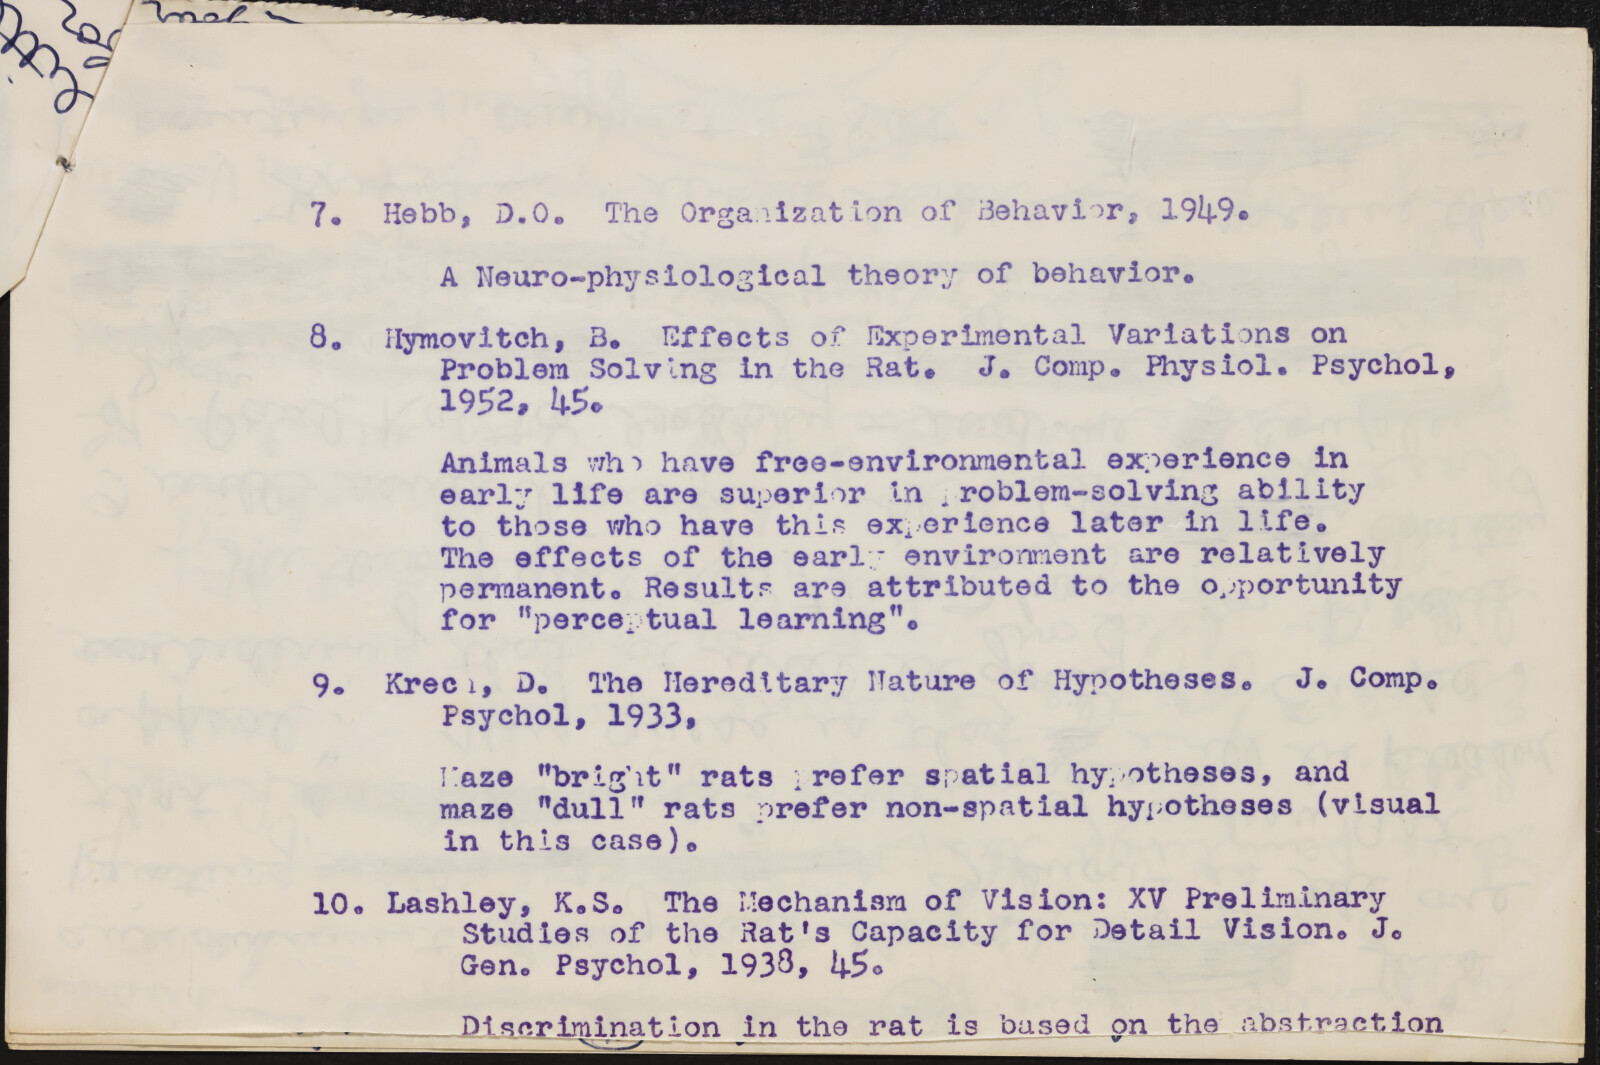 7. Hebb, D.O. The Organization of Behavior, 1949.
A Neuro-physiological theory of behavior.
8. Hymovitch, B. Effects of Experimental Variations on
Problem Solving in the Rat. J. Comp. Physiol. Psychol,
1952, 45.
Animals who have free-environmental experience in
early life are superior in problem-solving ability
to those who have this experience later in life.
The effects of the early environment are relatively
permanent. Results are attributed to the opportunity
for "perceptual learning".
9. Krech, D. The Hereditary Nature of Hypotheses. J. Comp.
Psychol, 1933,
Maze "bright" rats prefer spatial hypotheses, and
maze "dull" rats prefer non-spatial hypotheses (visual
in this case).
10. Lashley, K.S. The Mechanism of Vision: XV Preliminary
Studies of the Rat's Capacity for Detail Vision. J.
Gen. Psychol, 1938, 45.
Discrimination in the rat is based on the abstraction